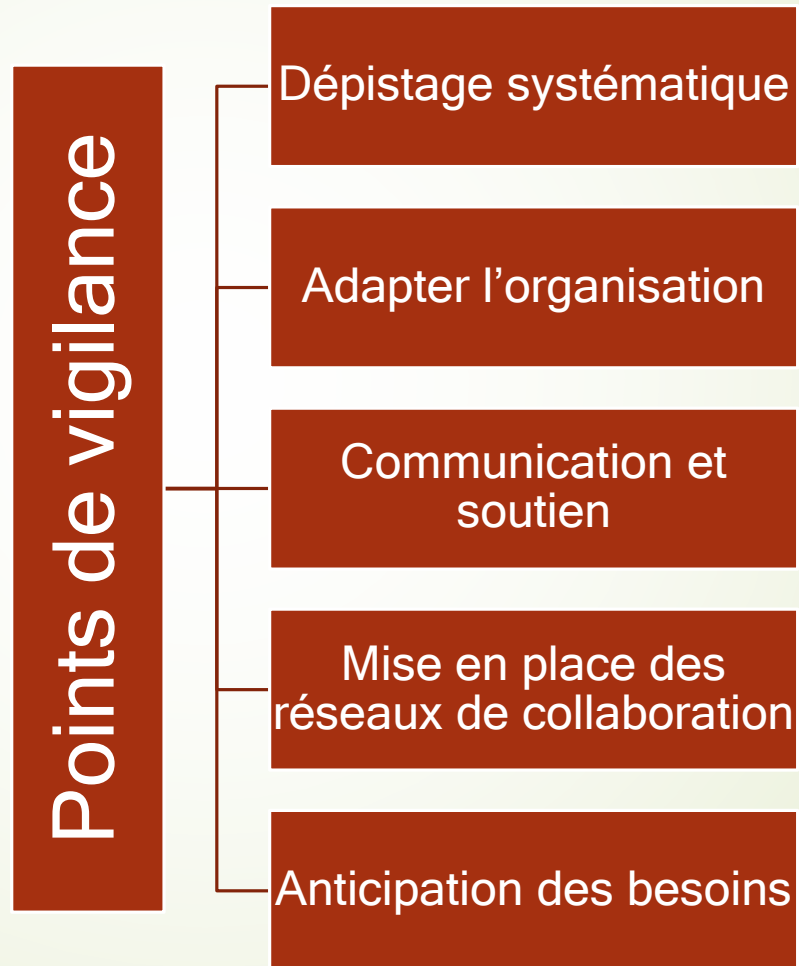 Points de vigilance
Dépistage systématique
Adapter l’organisation
Communication et
soutien
Mise en place des
réseaux de collaboration
Anticipation des besoins